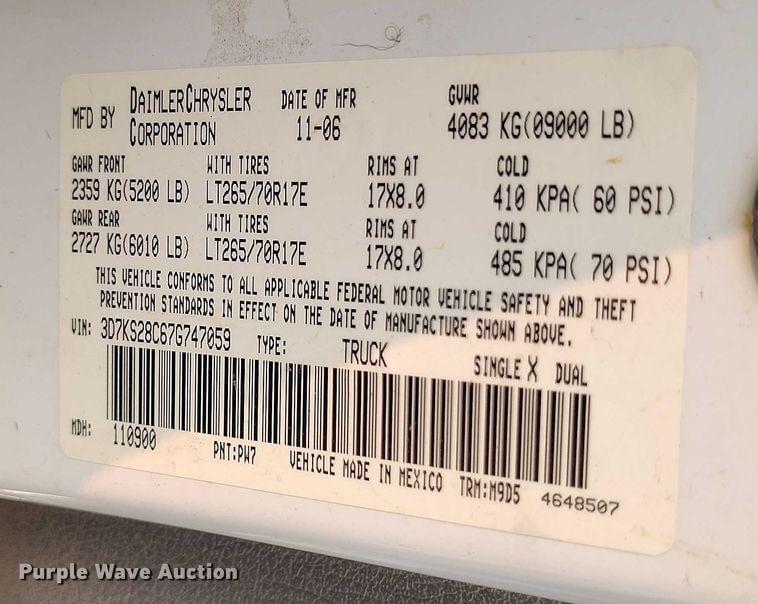 MFD BY DAIMLERCHRYSLER CORPORATION DATE OF MFR 11-06 GVWR 4083 KG(09000 LB)
GAWR FRONT WITH TIRES RIMS AT COLD
2359 KG(5200 LB) LT265/70R17E 17X8.0 410 KPA( 60 PSI)
GAWR REAR WITH TIRES RIMS AT COLD
2727 KG(6010 LB) LT265/70R17E 17X8.0 485 KPA( 70 PSI)
THIS VEHICLE CONFORMS TO ALL APPLICABLE FEDERAL MOTOR VEHICLE SAFETY AND THEFT
PREVENTION STANDARDS IN EFFECT ON THE DATE OF MANUFACTURE SHOWN ABOVE.
VIN: 3D7KS28C67G747059 TYPE: TRUCK SINGLE X DUAL
MDH: 110900 PNT:PW7 VEHICLE MADE IN MEXICO TRM:M9D5 4648507
Purple Wave Auction